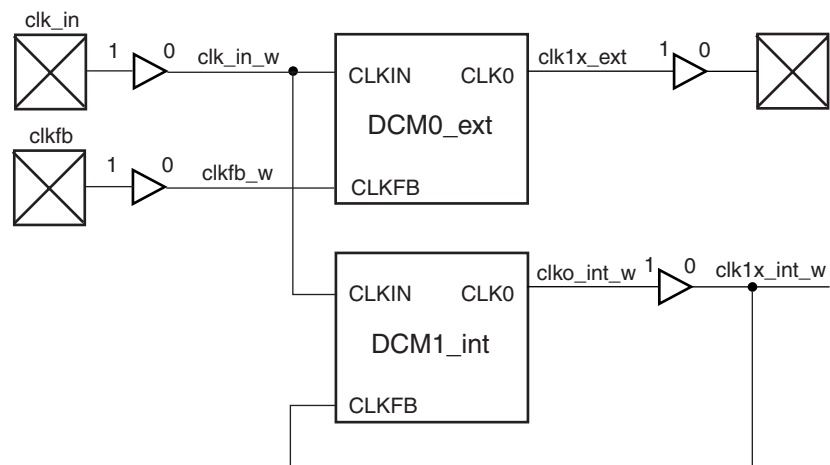 clk_in
1
0
clk_in_w
CLKIN
CLK0
clk1x_ext
1
0
DCM0_ext
clkfb
1
0
clkfb_w
CLKFB
CLKIN
CLK0
clko_int_w
1
0
clk1x_int_w
DCM1_int
CLKFB